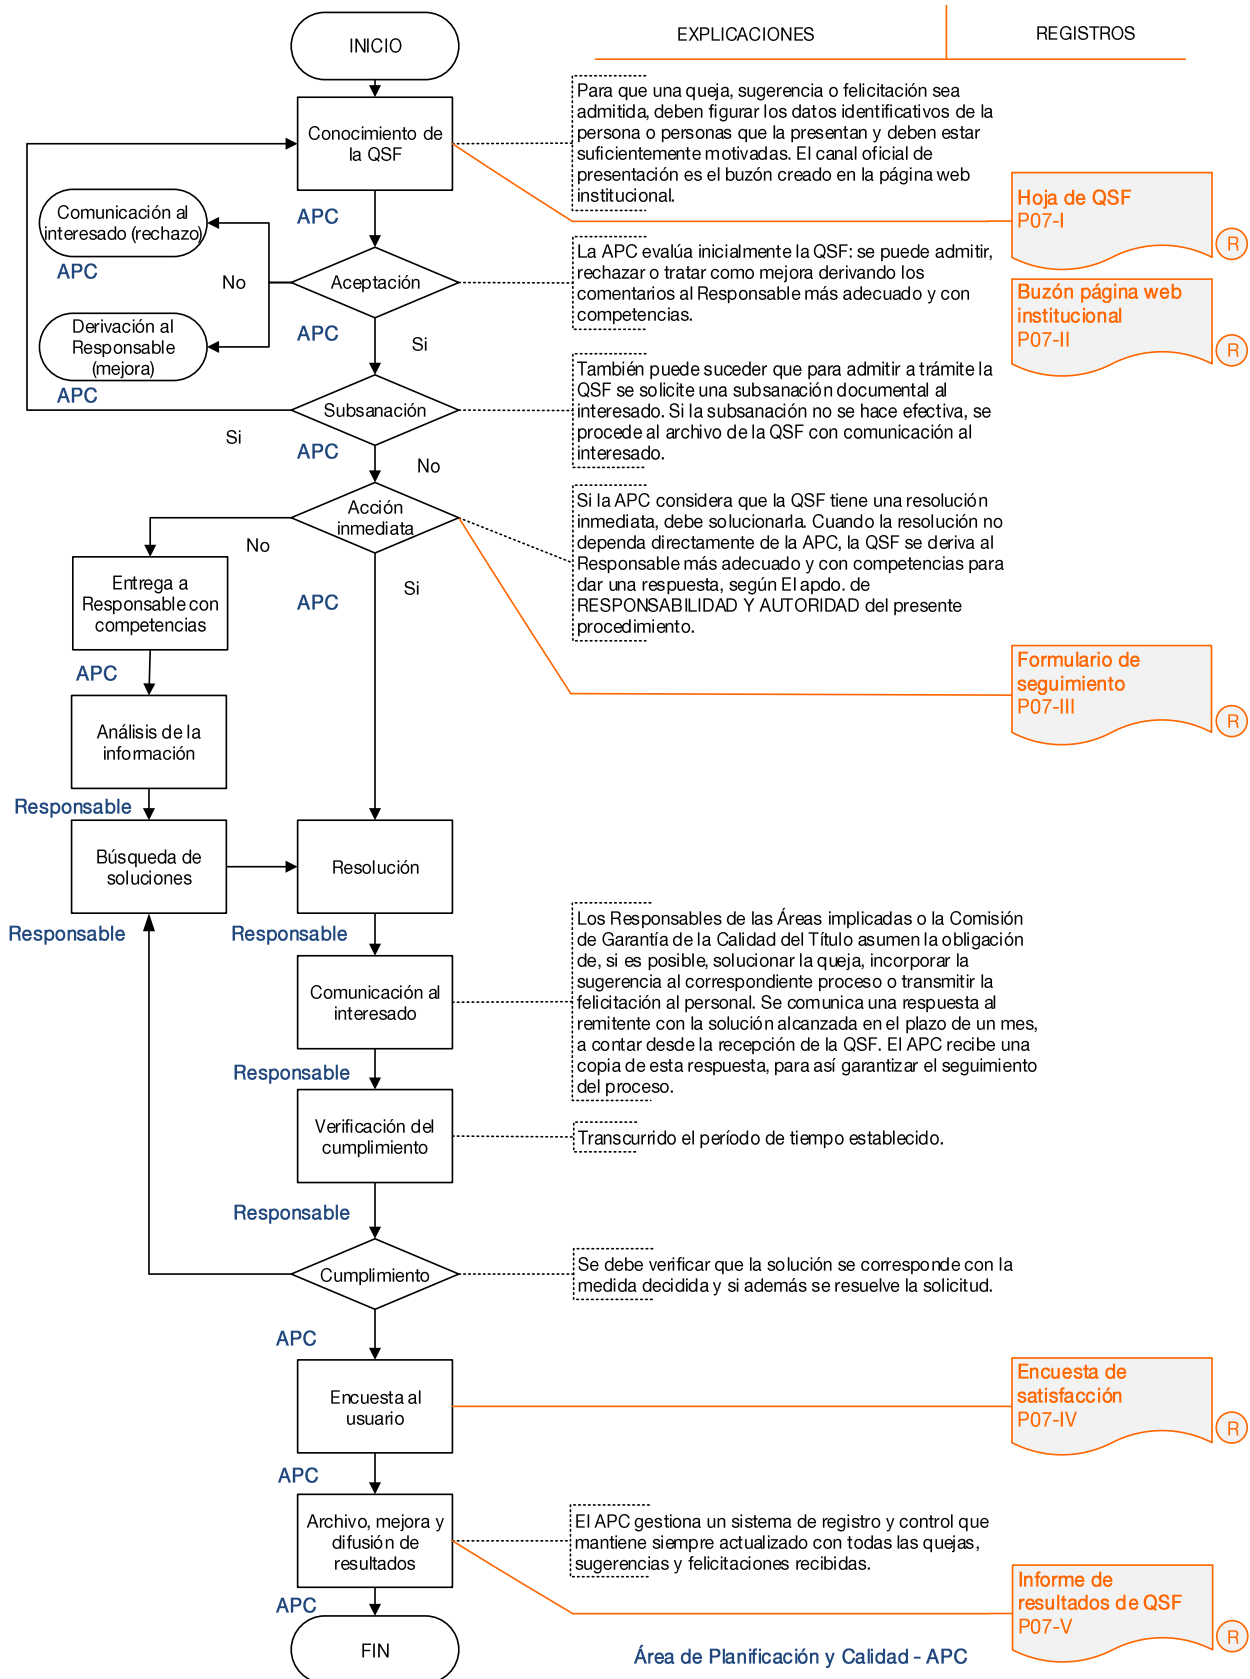 INICIO
EXPLICACIONES
REGISTROS
Conocimiento de
la QSF
Para que una queja, sugerencia o felicitación sea
admitida, deben figurar los datos identificativos de la
persona o personas que la presentan y deben estar
suficientemente motivadas. El canal oficial de
presentación es el buzón creado en la página web
institucional.
Hoja de QSF
P07-I
R
APC
Comunicación al
interesado (rechazo)
APC
No
Aceptación
La APC evalúa inicialmente la QSF: se puede admitir,
rechazar o tratar como mejora derivando los
comentarios al Responsable más adecuado y con
competencias.
Buzón página web
institucional
P07-II
R
Derivación al
Responsable
(mejora)
APC
APC
Si
Subsanación
También puede suceder que para admitir a trámite la
QSF se solicite una subsanación documental al
interesado. Si la subsanación no se hace efectiva, se
procede al archivo de la QSF con comunicación al
interesado.
Si
APC
No
Acción
inmediata
Si la APC considera que la QSF tiene una resolución
inmediata, debe solucionarla. Cuando la resolución no
dependa directamente de la APC, la QSF se deriva al
Responsable más adecuado y con competencias para
dar una respuesta, según El apdo. de
RESPONSABILIDAD Y AUTORIDAD del presente
procedimiento.
No
Si
APC
Entrega a
Responsable con
competencias
APC
Formulario de
seguimiento
P07-III
R
Análisis de la
información
Responsable
Búsqueda de
soluciones
Resolución
Responsable
Responsable
Comunicación al
interesado
Los Responsables de las Áreas implicadas o la Comisión
de Garantía de la Calidad del Título asumen la obligación
de, si es posible, solucionar la queja, incorporar la
sugerencia al correspondiente proceso o transmitir la
felicitación al personal. Se comunica una respuesta al
remitente con la solución alcanzada en el plazo de un mes,
a contar desde la recepción de la QSF. El APC recibe una
copia de esta respuesta, para así garantizar el seguimiento
del proceso.
Responsable
Verificación del
cumplimiento
Transcurrido el período de tiempo establecido.
Responsable
Cumplimiento
Se debe verificar que la solución se corresponde con la
medida decidida y si además se resuelve la solicitud.
APC
Encuesta al
usuario
Encuesta de
satisfacción
P07-IV
R
APC
Archivo, mejora y
difusión de
resultados
El APC gestiona un sistema de registro y control que
mantiene siempre actualizado con todas las quejas,
sugerencias y felicitaciones recibidas.
Informe de
resultados de QSF
P07-V
R
APC
FIN
Área de Planificación y Calidad - APC